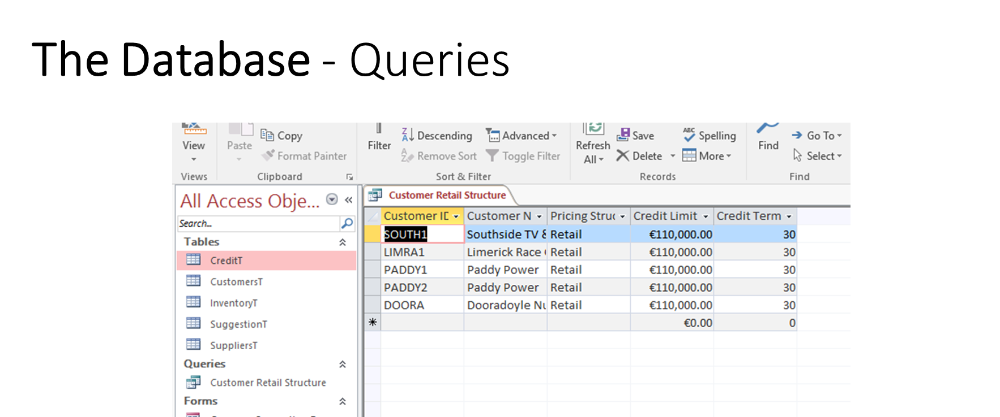 The Database - Queries
View
Paste
Copy
Format Painter
Filter
Descending
Remove Sort
Advanced
Toggle Filter
Refresh
All
Save
Delete
Spelling
More
Find
Go To
Select
Views
Clipboard
Sort & Filter
Records
Find
All Access Obje...
Search...
Tables
CreditT
CustomersT
InventoryT
SuggestionT
SuppliersT
Queries
Customer Retail Structure
Forms
Customer Retail Structure
Customer ID Customer N Pricing Struc Credit Limit Credit Term
SOUTH1 Southside TV & Retail €110,000.00 30
LIMRA1 Limerick Race Retail €110,000.00 30
PADDY1 Paddy Power Retail €110,000.00 30
PADDY2 Paddy Power Retail €110,000.00 30
DOORA Dooradoyle Nu Retail €110,000.00 30
€0.00 0